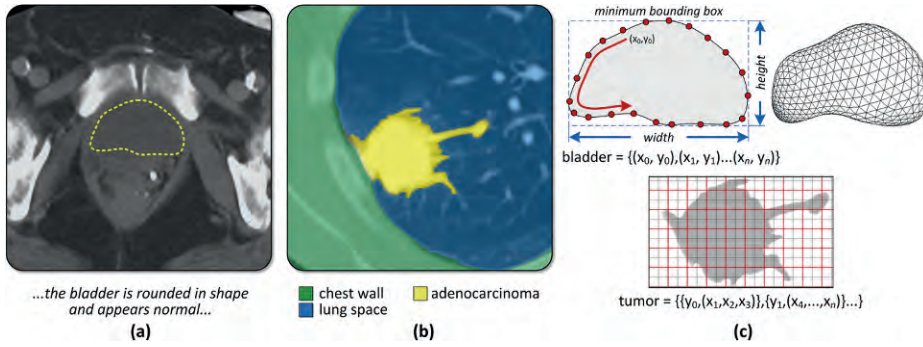 ...the bladder is rounded in shape
and appears normal...
(a)
chest wall
adenocarcinoma
lung space
(b)
minimum bounding box
(x₀,y₀)
height
width
bladder = {(x₀, y₀),(x₁, y₁)...(xₙ, yₙ)}
tumor = {{y₀,(x₁,x₂,x₃)},{y₁,(x₄,...,xₙ)}...}
(c)